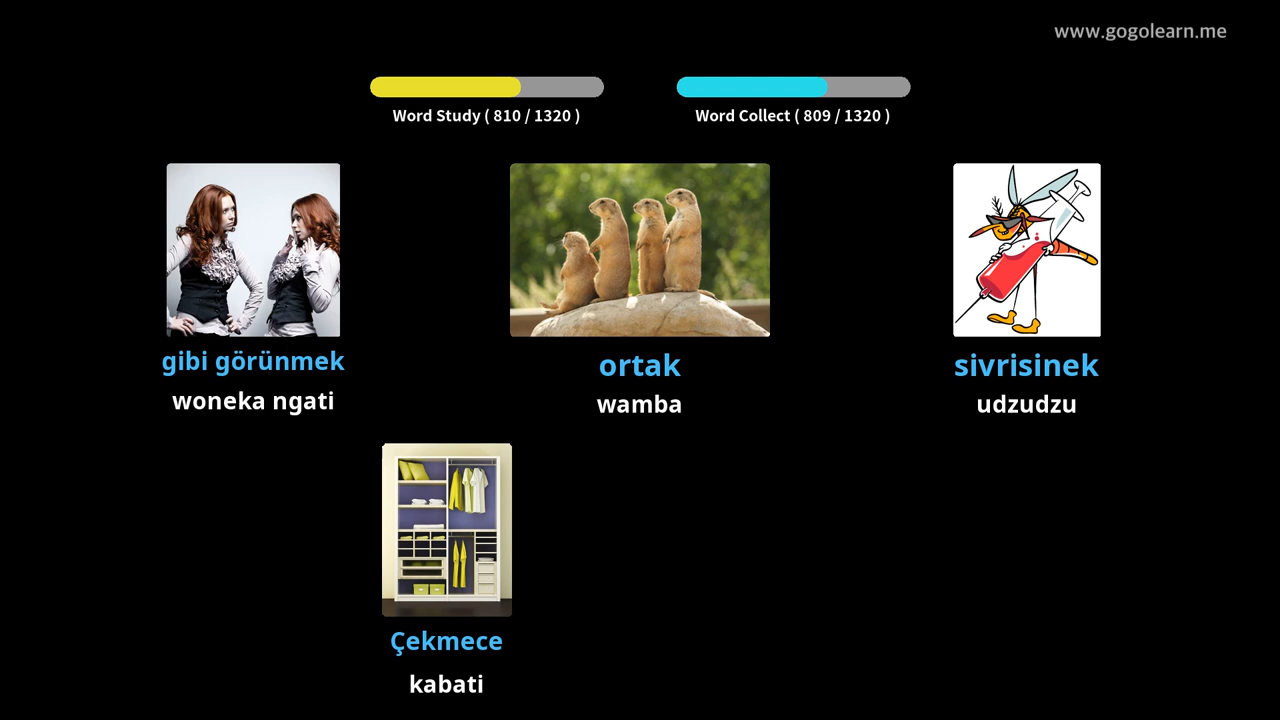 www.gogolearn.me
Word Study ( 810 / 1320 )
Word Collect ( 809 / 1320 )
gibi görünmek
woneka ngati
ortak
wamba
sivrisinek
udzudzu
Çekmece
kabati